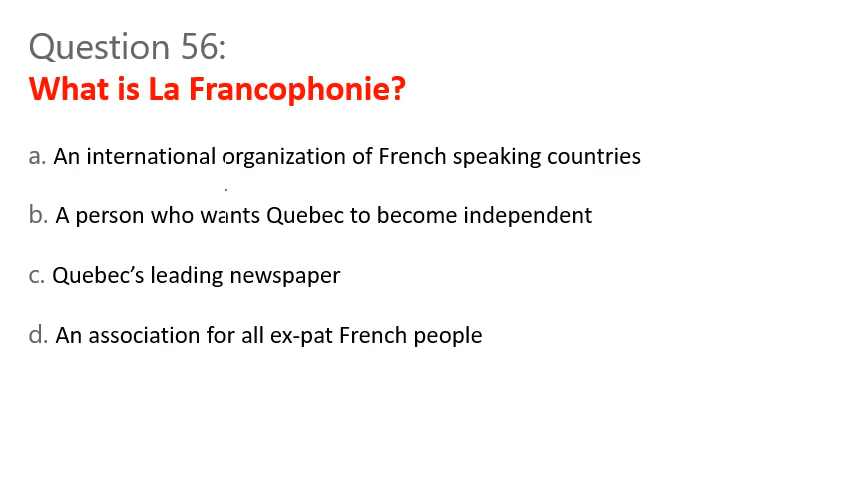 Question 56:
What is La Francophonie?
a. An international organization of French speaking countries
b. A person who wants Quebec to become independent
c. Quebec’s leading newspaper
d. An association for all ex-pat French people